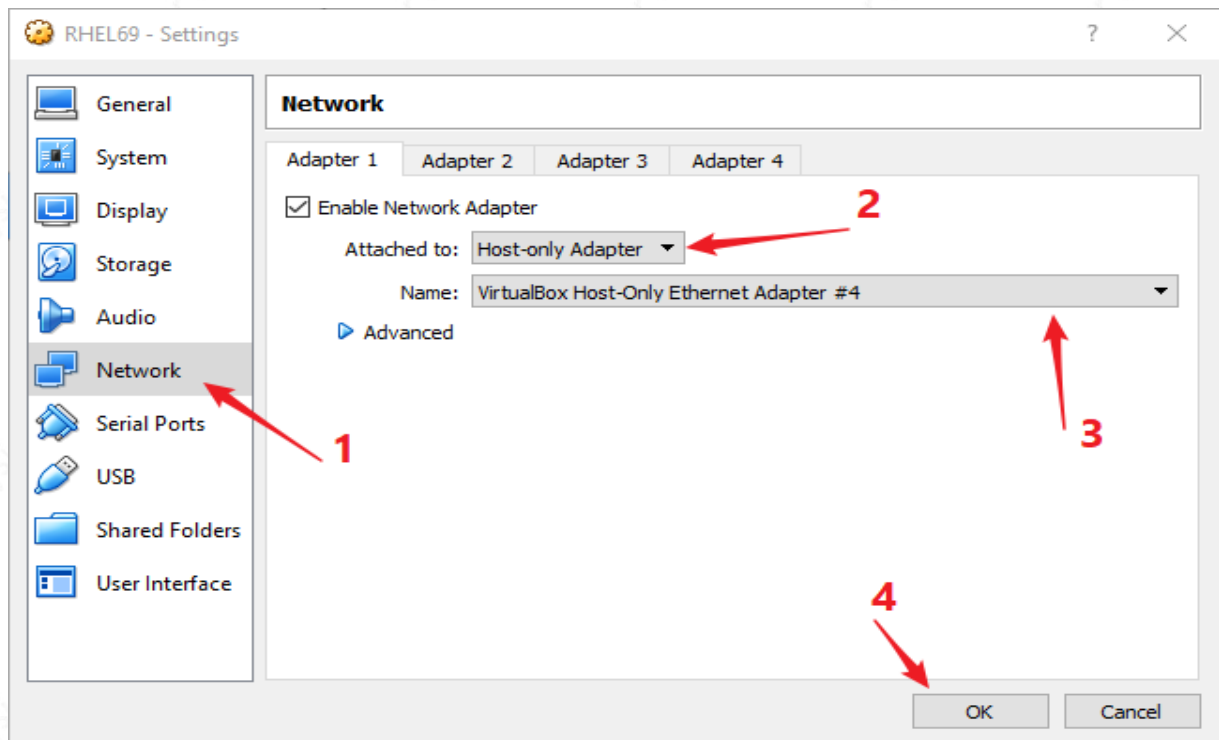 RHEL69 - Settings
?
General
System
Display
Storage
Audio
Network
Serial Ports
USB
Shared Folders
User Interface
Network
Adapter 1 Adapter 2 Adapter 3 Adapter 4
Enable Network Adapter
Attached to: Host-only Adapter
Name: VirtualBox Host-Only Ethernet Adapter #4
Advanced
1
2
3
4
OK Cancel